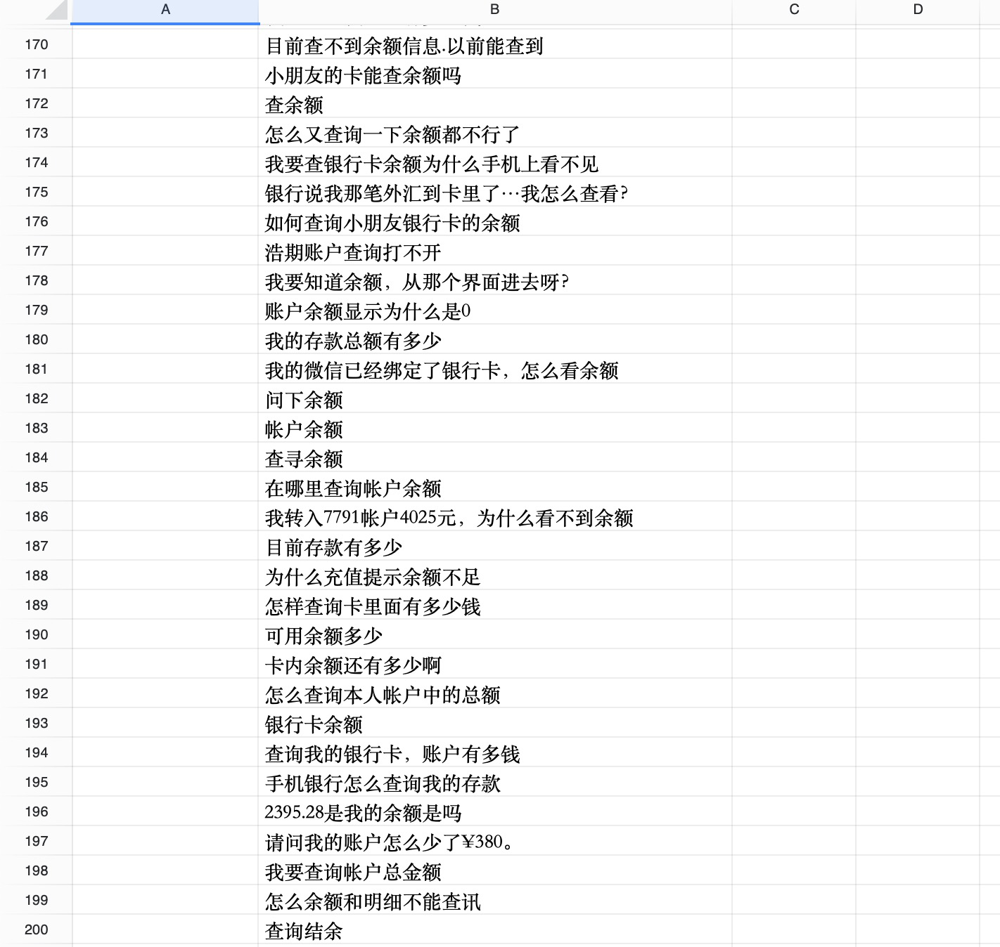 A B C D
170 目前查不到余额信息.以前能查到
171 小朋友的卡能查余额吗
172 查余额
173 怎么又查询一下余额都不行了
174 我要查银行卡余额为什么手机上看不见
175 银行说我那笔外汇到卡里了…我怎么查看?
176 如何查询小朋友银行卡的余额
177 浩期账户查询打不开
178 我要知道余额，从那个界面进去呀?
179 账户余额显示为什么是0
180 我的存款总额有多少
181 我的微信已经绑定了银行卡，怎么看余额
182 问下余额
183 帐户余额
184 查寻余额
185 在哪里查询帐户余额
186 我转入7791帐户4025元，为什么看不到余额
187 目前存款有多少
188 为什么充值提示余额不足
189 怎样查询卡里面有多少钱
190 可用余额多少
191 卡内余额还有多少啊
192 怎么查询本人帐户中的总额
193 银行卡余额
194 查询我的银行卡，账户有多钱
195 手机银行怎么查询我的存款
196 2395.28是我的余额是吗
197 请问我的账户怎么少了¥380。
198 我要查询帐户总金额
199 怎么余额和明细不能查讯
200 查询结余